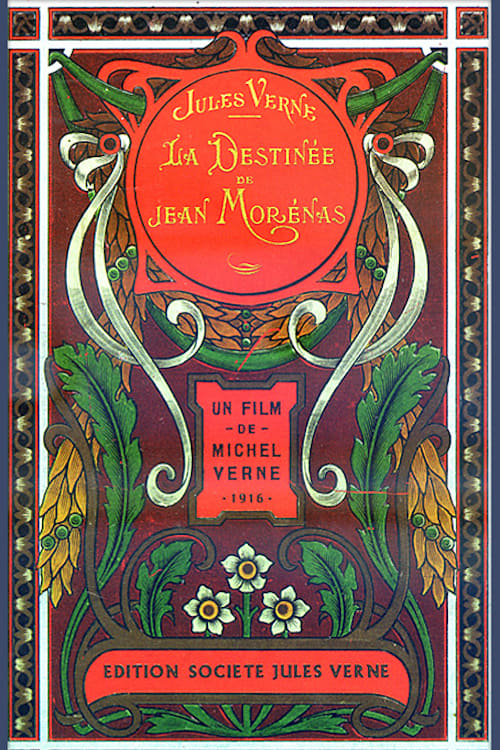 JULES VERNE
LA DESTINÉE
DE
JEAN MORÉNAS
UN FILM
- DE -
MICHEL
VERNE
- 1916 -
EDITION SOCIETE JULES VERNE